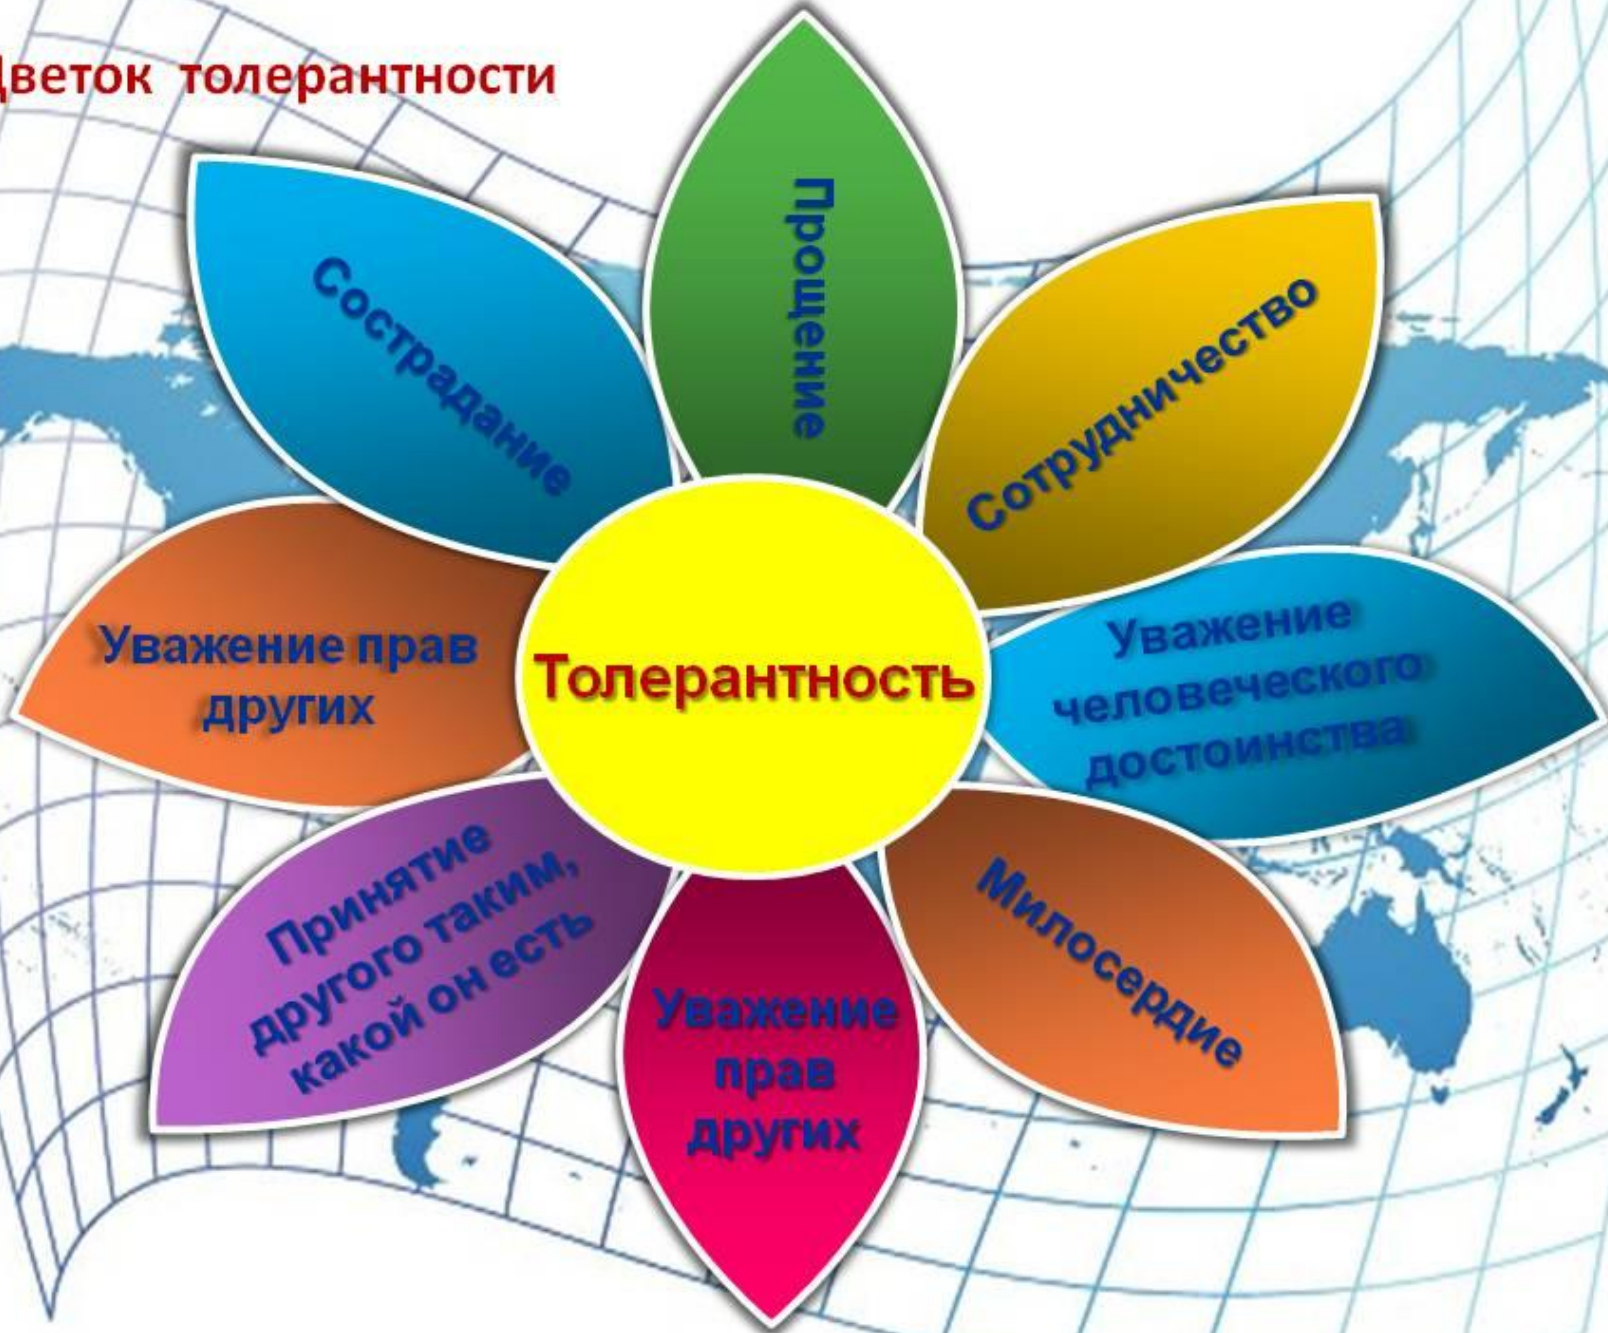 Цветок толерантности
Прощение
Сострадание
Сотрудничество
Уважение
человеческого
достоинства
Уважение прав
других
Толерантность
Принятие
другого таким,
какой он есть
Милосердие
Уважение
прав
других